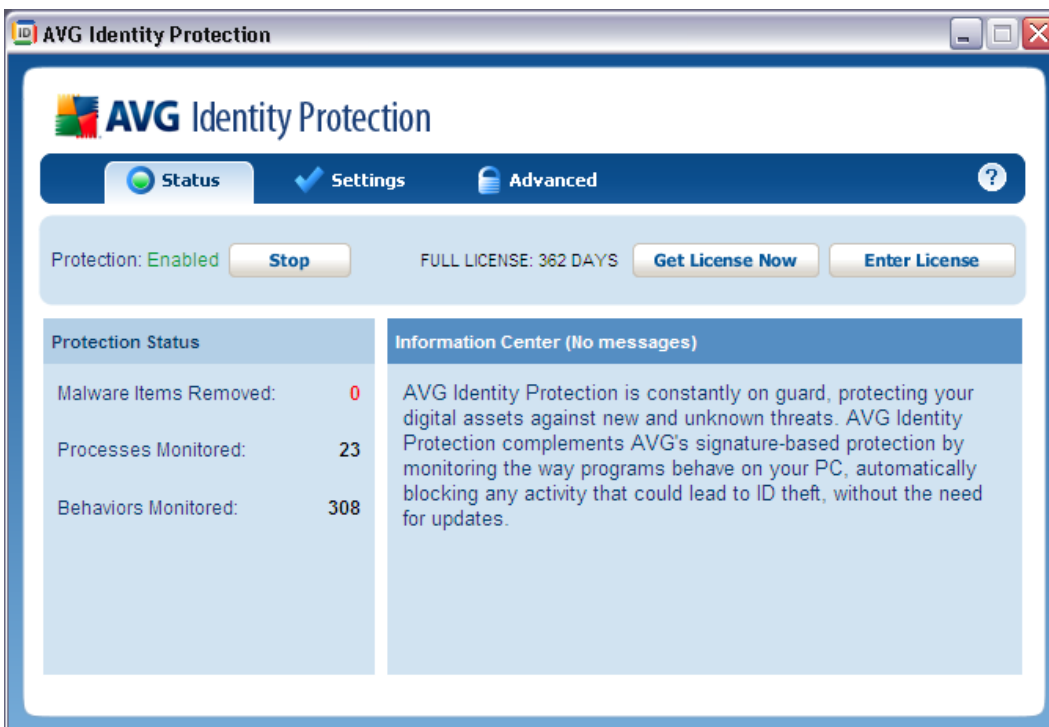 ID AVG Identity Protection
AVG Identity Protection
Status Settings Advanced ?
Protection: Enabled Stop FULL LICENSE: 362 DAYS Get License Now Enter License
Protection Status
Malware Items Removed: 0
Processes Monitored: 23
Behaviors Monitored: 308
Information Center (No messages)
AVG Identity Protection is constantly on guard, protecting your
digital assets against new and unknown threats. AVG Identity
Protection complements AVG's signature-based protection by
monitoring the way programs behave on your PC, automatically
blocking any activity that could lead to ID theft, without the need
for updates.